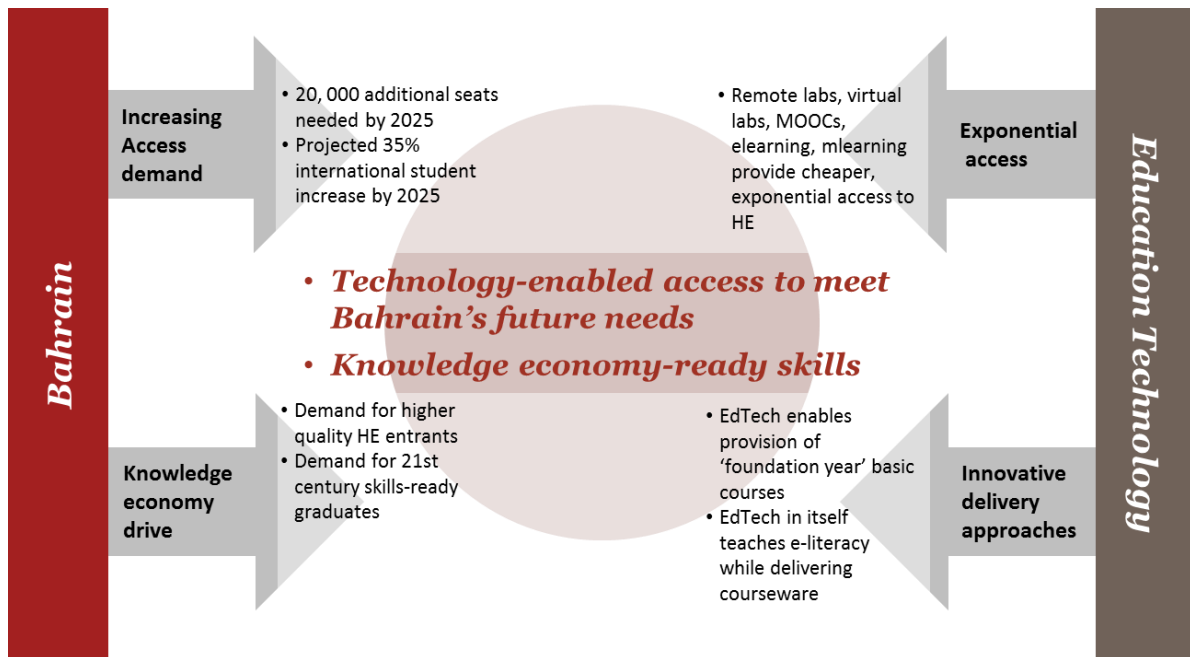 Bahrain
Increasing
Access
demand
• 20, 000 additional seats
needed by 2025
• Projected 35%
international student
increase by 2025
• Remote labs, virtual
labs, MOOCs,
elearning, mlearning
provide cheaper,
exponential access to
HE
Exponential
access
• Technology-enabled access to meet
Bahrain’s future needs
• Knowledge economy-ready skills
Knowledge
economy
drive
• Demand for higher
quality HE entrants
• Demand for 21st
century skills-ready
graduates
• EdTech enables
provision of
‘foundation year’ basic
courses
• EdTech in itself
teaches e-literacy
while delivering
courseware
Innovative
delivery
approaches
Education Technology